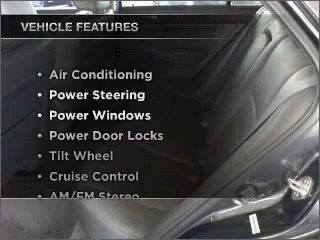 VEHICLE FEATURES
• Air Conditioning
• Power Steering
• Power Windows
• Power Door Locks
• Tilt Wheel
• Cruise Control
• AM/FM Stereo